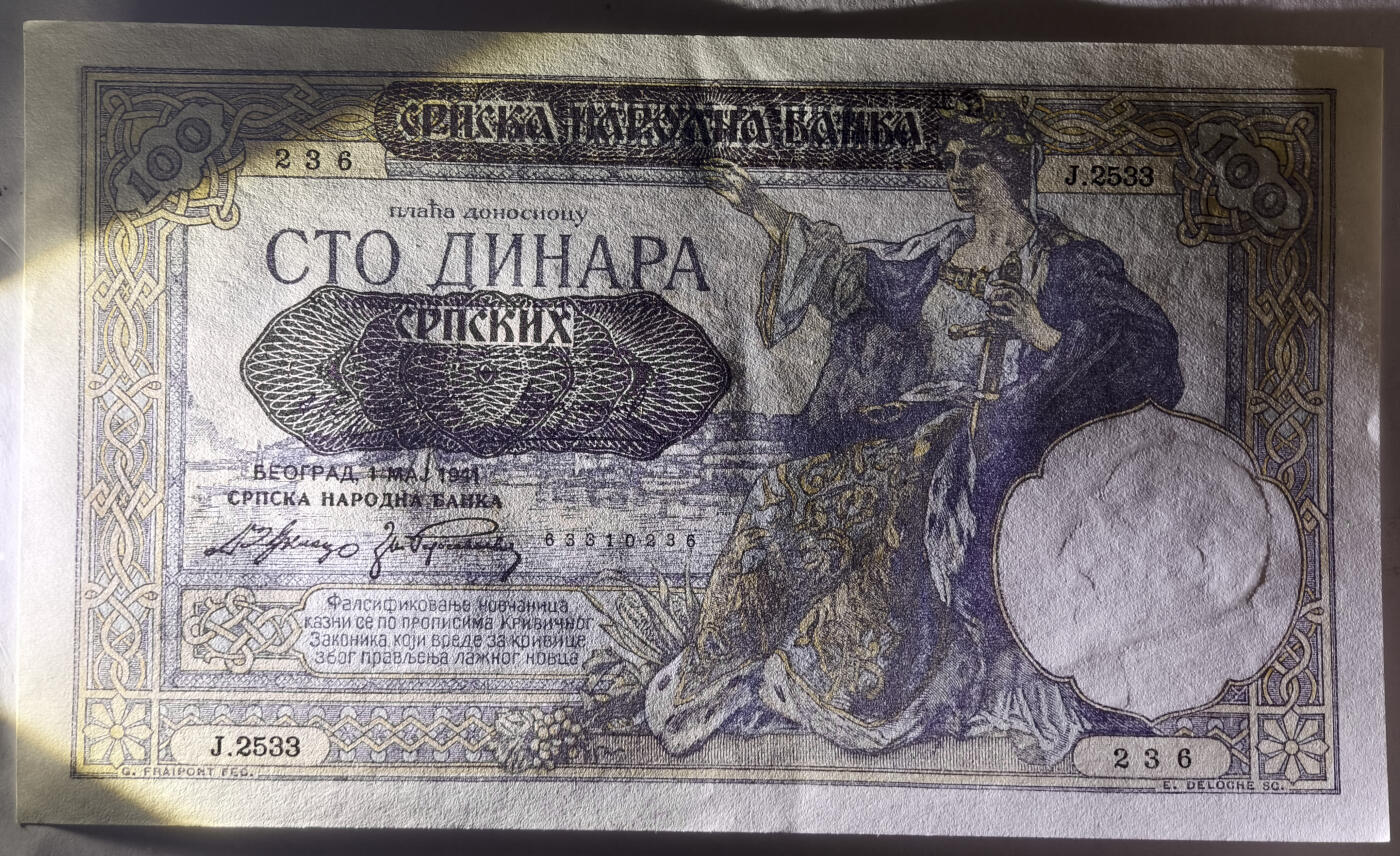 СРПСКА НАРОДНА БАНКА
100
236
J.2533
100
плаћа доносиоцу
СТО ДИНАРА
СРПСКИХ
БЕОГРАД, 1 МАЈ 1941
СРПСКА НАРОДНА БАНКА
63310236
Фалсификовање новчаница
казни се по прописима Кривичног
Законика који вреде за кривице
због прављења лажног новца
J.2533
236
G. FRAIPONT FEC.
E. DELOCHE SC.